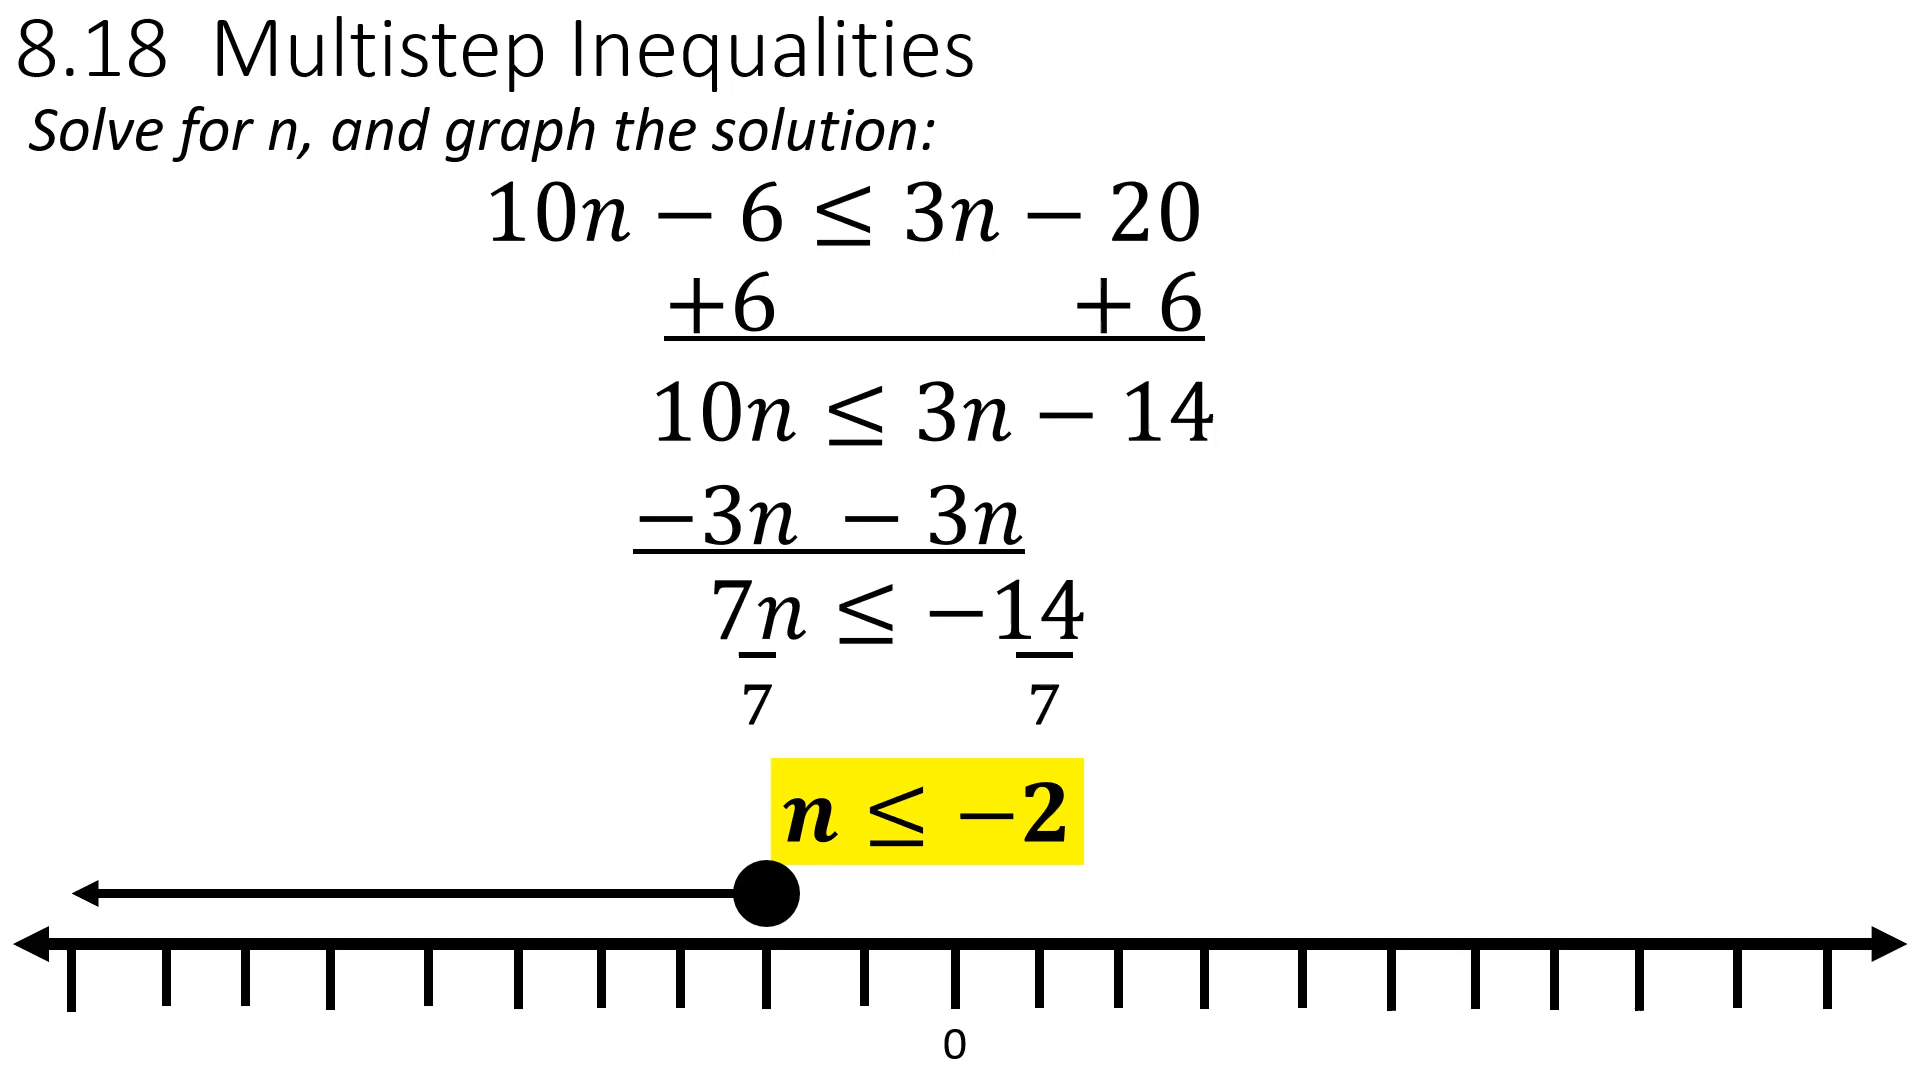 8.18 Multistep Inequalities
Solve for n, and graph the solution:
10n − 6 ≤ 3n − 20
+6 + 6
10n ≤ 3n − 14
−3n − 3n
7n ≤ −14
7 7
n ≤ −2
0